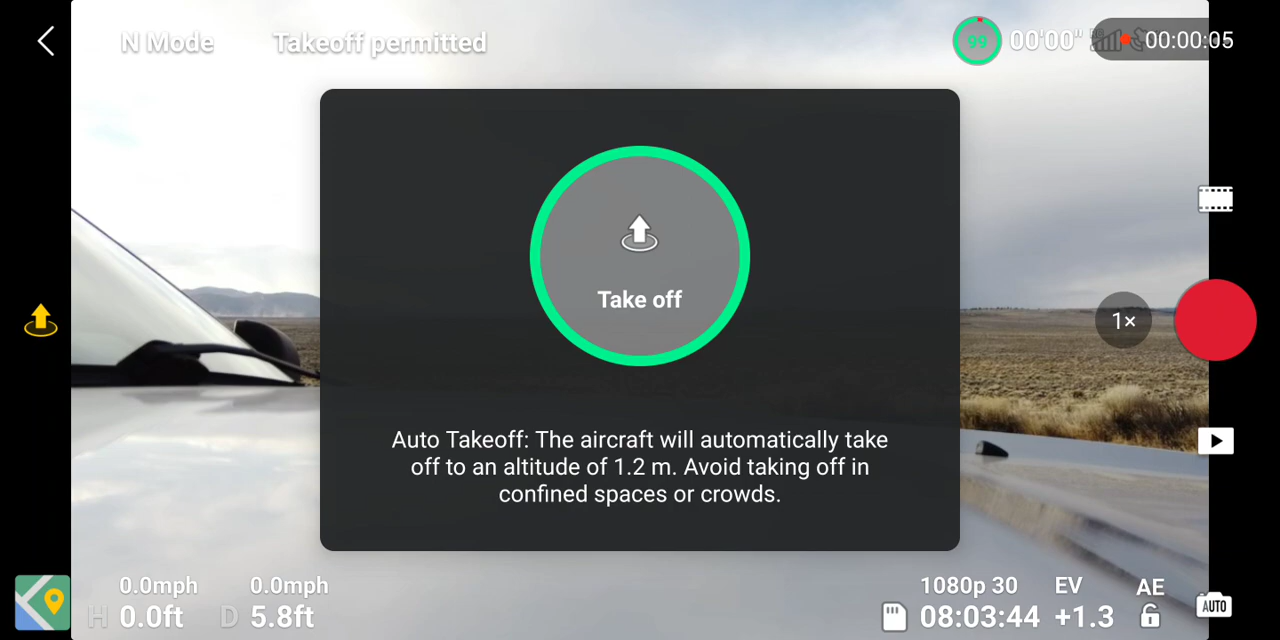 N Mode Takeoff permitted 99 00'00" 00:00:05
Take off
1×
Auto Takeoff: The aircraft will automatically take
off to an altitude of 1.2 m. Avoid taking off in
confined spaces or crowds.
0.0mph 0.0mph 1080p 30 EV AE
H 0.0ft D 5.8ft 08:03:44 +1.3 AUTO